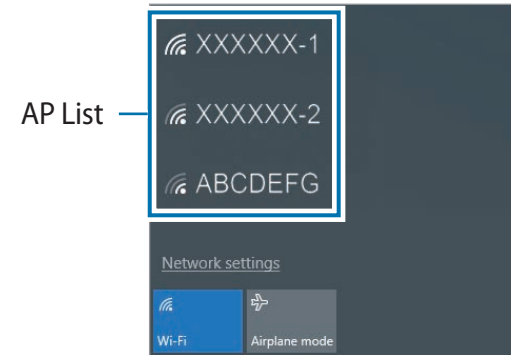 XXXXXX-1
AP List
XXXXXX-2
ABCDEFG
Network settings
Wi-Fi
Airplane mode